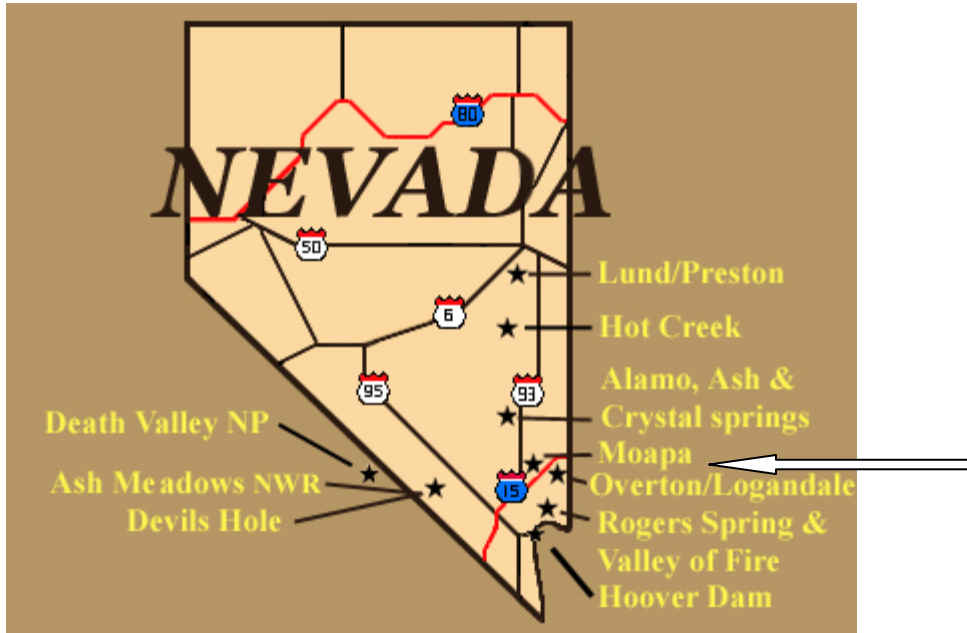 80
NEVADA
50
Lund/Preston
6
Hot Creek
95
93
Alamo, Ash &
Crystal springs
Death Valley NP
Moapa
Ash Meadows NWR
15
Overton/Logandale
Devils Hole
Rogers Spring &
Valley of Fire
Hoover Dam